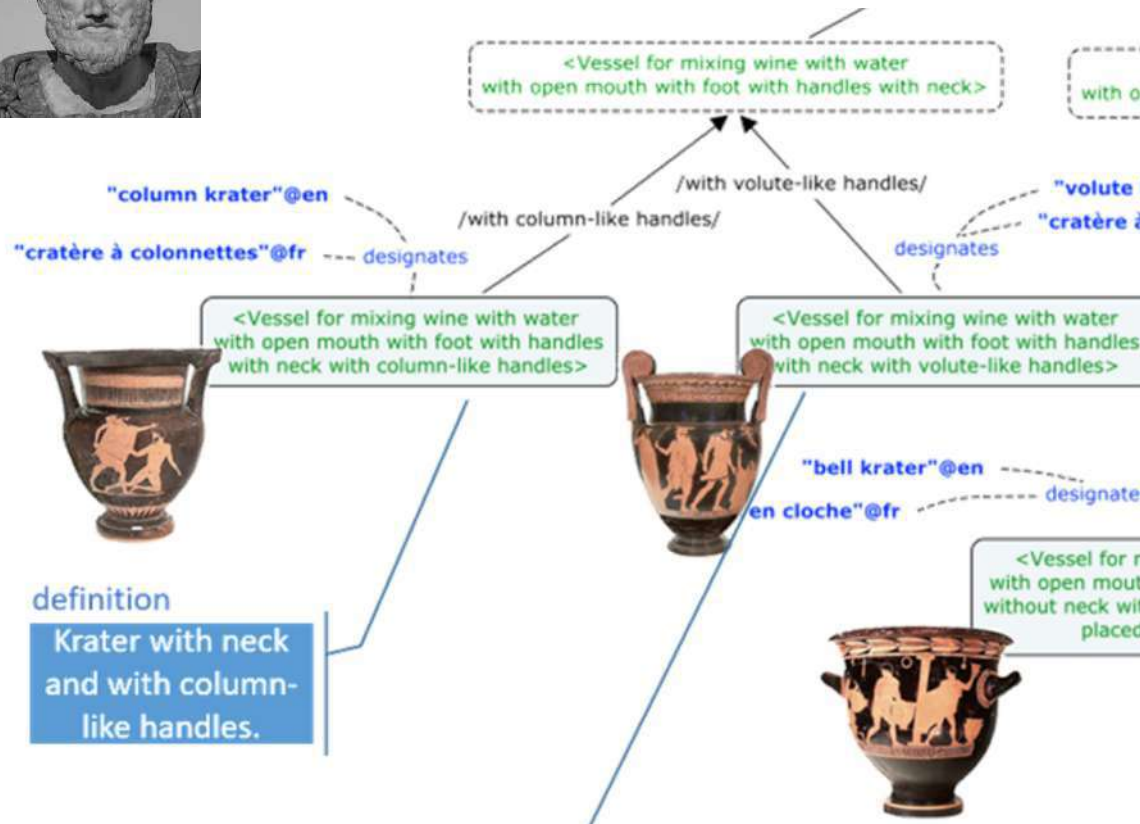 <Vessel for mixing wine with water
with open mouth with foot with handles with neck>
with o
/with volute-like handles/
"column krater"@en
"volute
/with column-like handles/
"cratère à
"cratère à colonnettes"@fr
designates
designates
<Vessel for mixing wine with water
with open mouth with foot with handles
with neck with column-like handles>
<Vessel for mixing wine with water
with open mouth with foot with handles
with neck with volute-like handles>
"bell krater"@en
designate
en cloche"@fr
<Vessel for
with open mout
without neck wit
placed
definition
Krater with neck
and with column-
like handles.